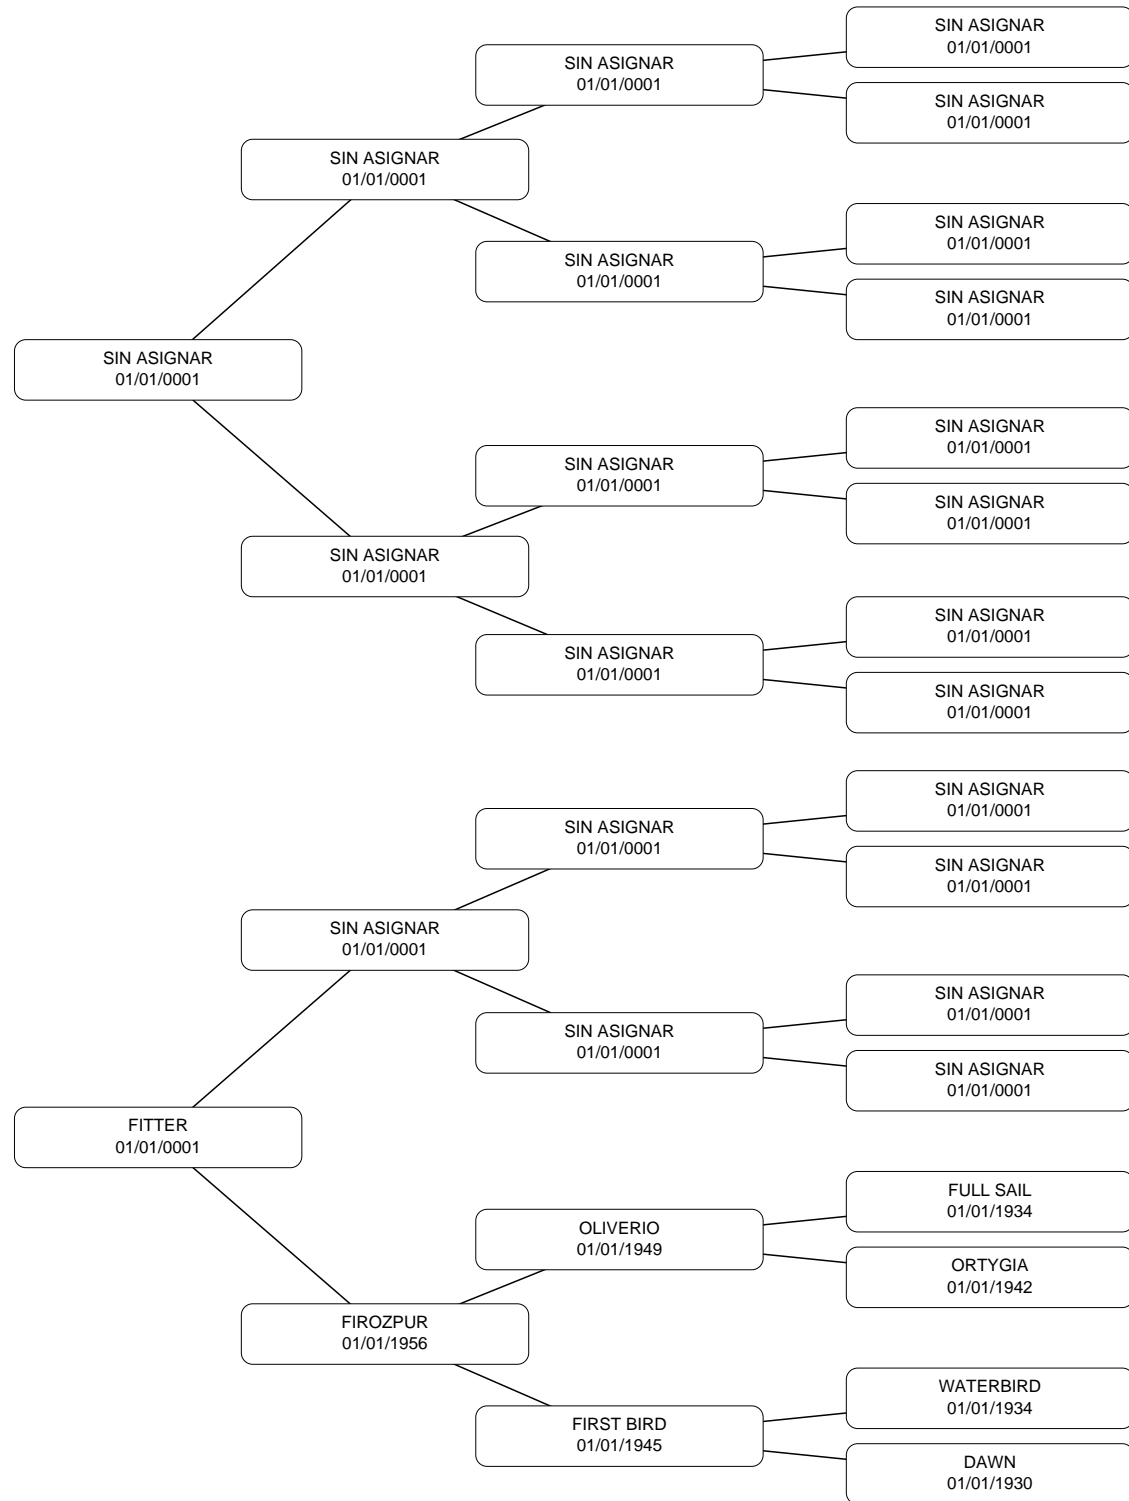 SIN ASIGNAR
01/01/0001
SIN ASIGNAR
01/01/0001
SIN ASIGNAR
01/01/0001
SIN ASIGNAR
01/01/0001
SIN ASIGNAR
01/01/0001
SIN ASIGNAR
01/01/0001
SIN ASIGNAR
01/01/0001
SIN ASIGNAR
01/01/0001
SIN ASIGNAR
01/01/0001
SIN ASIGNAR
01/01/0001
SIN ASIGNAR
01/01/0001
SIN ASIGNAR
01/01/0001
SIN ASIGNAR
01/01/0001
SIN ASIGNAR
01/01/0001
SIN ASIGNAR
01/01/0001
SIN ASIGNAR
01/01/0001
SIN ASIGNAR
01/01/0001
SIN ASIGNAR
01/01/0001
SIN ASIGNAR
01/01/0001
SIN ASIGNAR
01/01/0001
SIN ASIGNAR
01/01/0001
SIN ASIGNAR
01/01/0001
FITTER
01/01/0001
FULL SAIL
01/01/1934
OLIVERIO
01/01/1949
ORTYGIA
01/01/1942
FIROZPUR
01/01/1956
WATERBIRD
01/01/1934
FIRST BIRD
01/01/1945
DAWN
01/01/1930